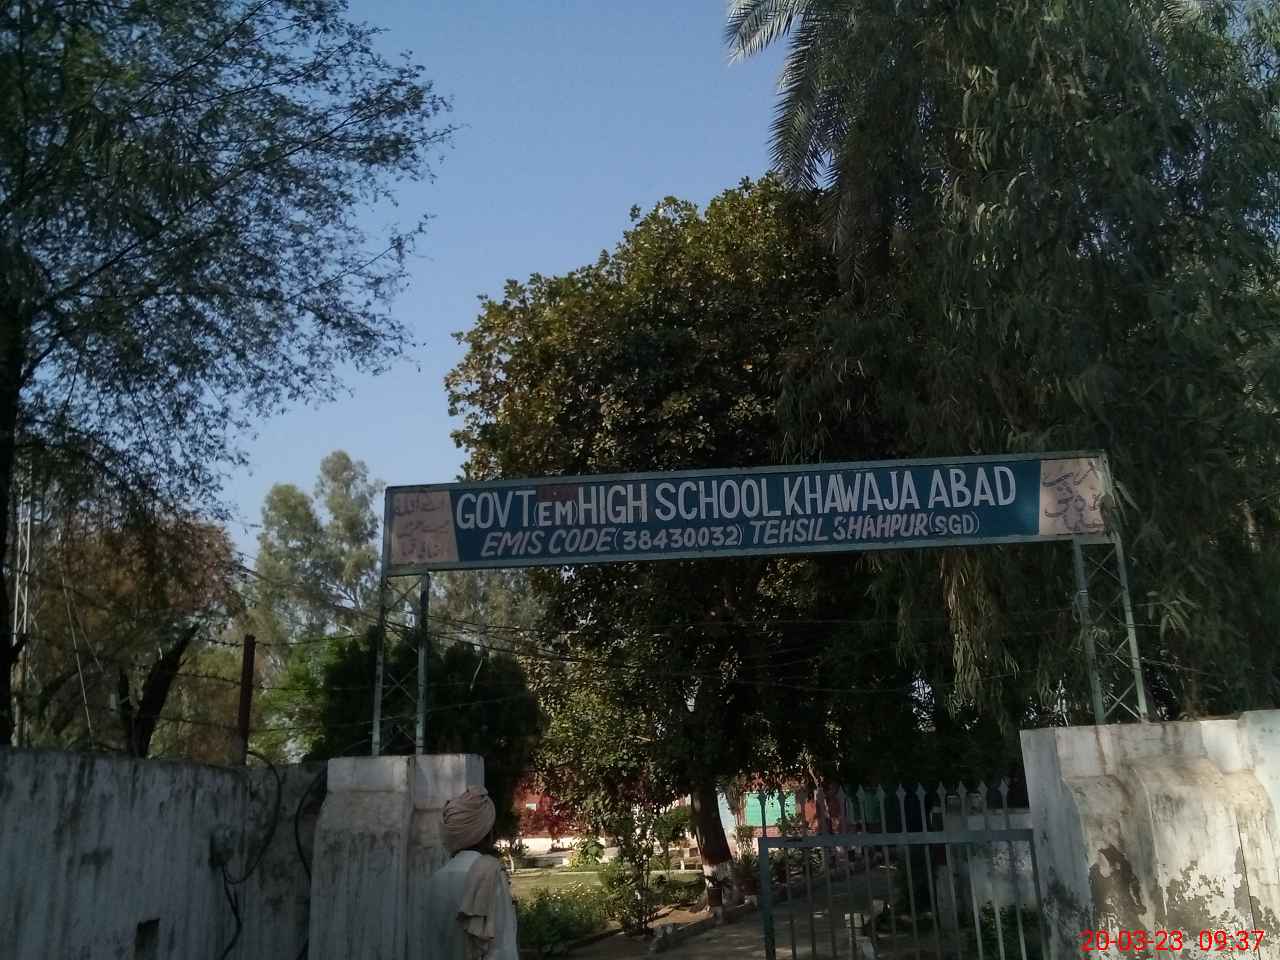 GOVT (EM) HIGH SCHOOL KHAWAJA ABAD
EMIS CODE (38430032) TEHSIL SHAHPUR (SGD)
20-03-23 09:37